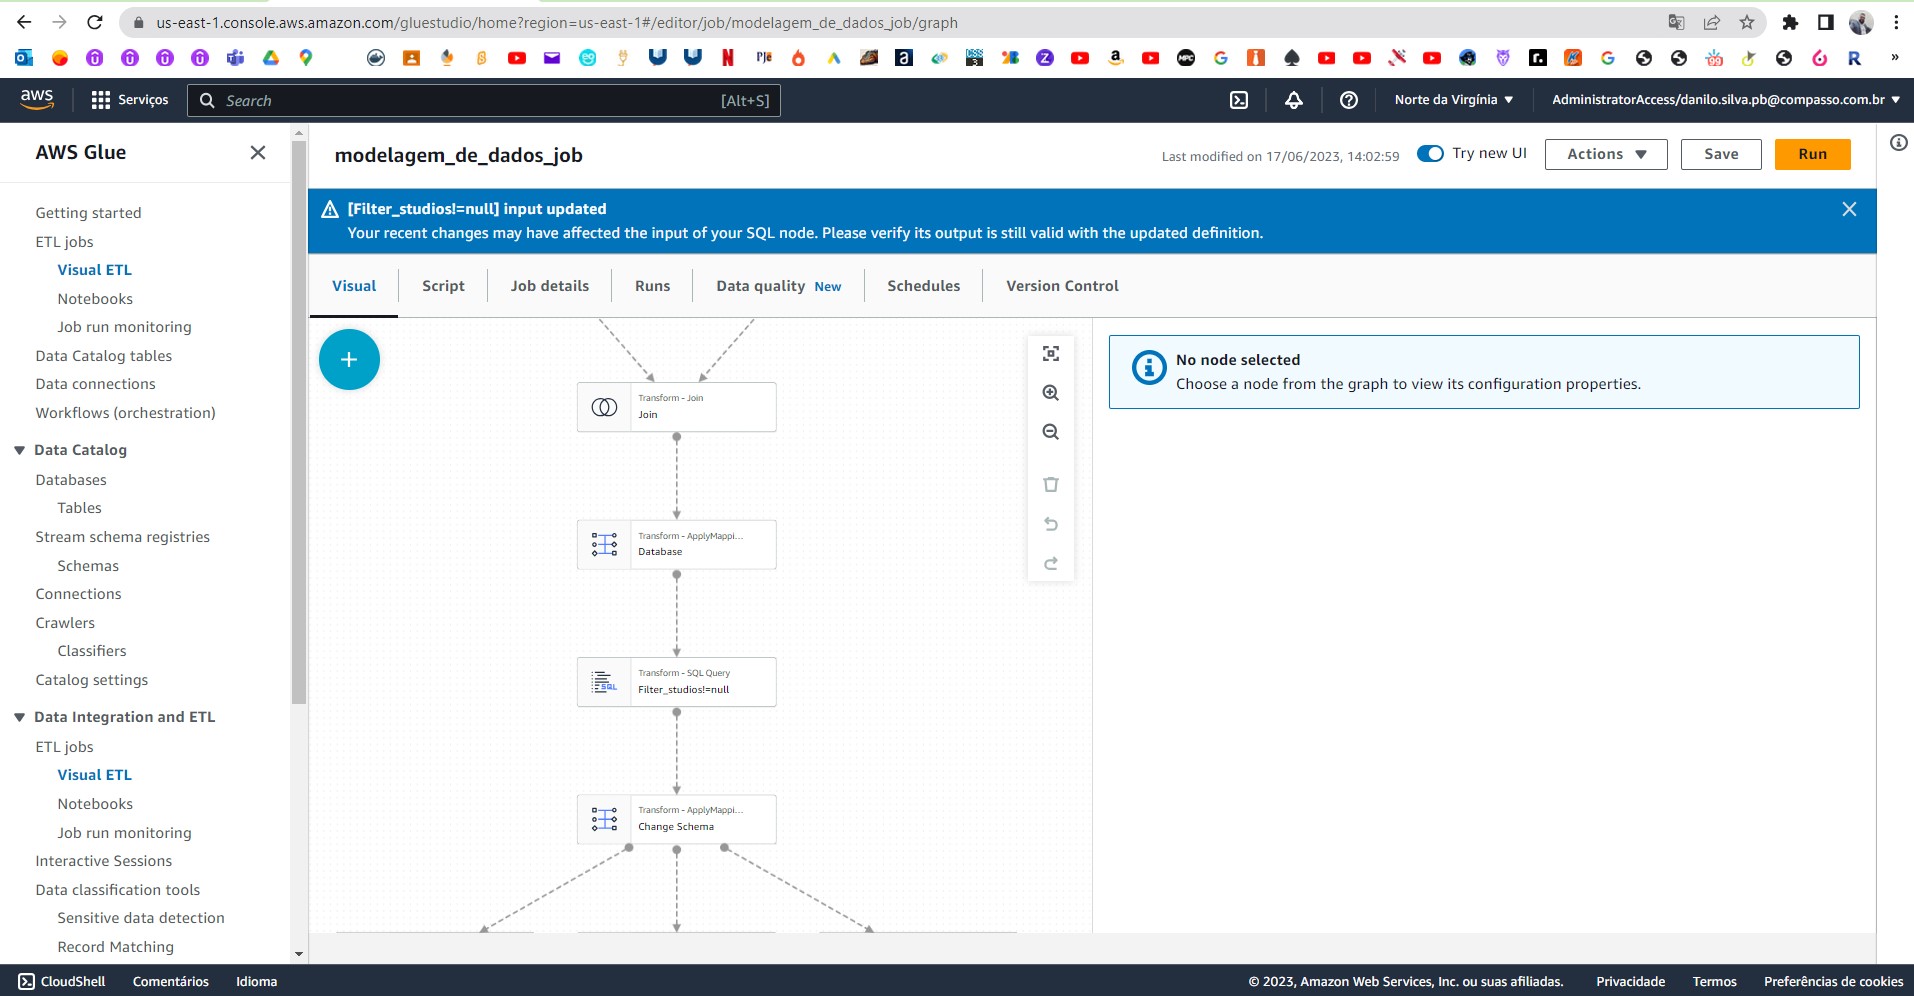 us-east-1.console.aws.amazon.com/gluestudio/home?region=us-east-1#/editor/job/modelagem_de_dados_job/graph
aws
Serviços
Search
[Alt+S]
Norte da Virgínia ▼
AdministratorAccess/danilo.silva.pb@compasso.com.br ▼
AWS Glue
Getting started
ETL jobs
Visual ETL
Notebooks
Job run monitoring
Data Catalog tables
Data connections
Workflows (orchestration)
Data Catalog
Databases
Tables
Stream schema registries
Schemas
Connections
Crawlers
Classifiers
Catalog settings
Data Integration and ETL
ETL jobs
Visual ETL
Notebooks
Job run monitoring
Interactive Sessions
Data classification tools
Sensitive data detection
Record Matching
modelagem_de_dados_job
Last modified on 17/06/2023, 14:02:59
Try new UI
Actions ▼
Save
Run
[Filter_studios!=null] input updated
Your recent changes may have affected the input of your SQL node. Please verify its output is still valid with the updated definition.
Visual
Script
Job details
Runs
Data quality New
Schedules
Version Control
Transform - Join
Join
Transform - ApplyMappi...
Database
Transform - SQL Query
Filter_studios!=null
SQL
Transform - ApplyMappi...
Change Schema
No node selected
Choose a node from the graph to view its configuration properties.
CloudShell
Comentários
Idioma
© 2023, Amazon Web Services, Inc. ou suas afiliadas.
Privacidade
Termos
Preferências de cookies